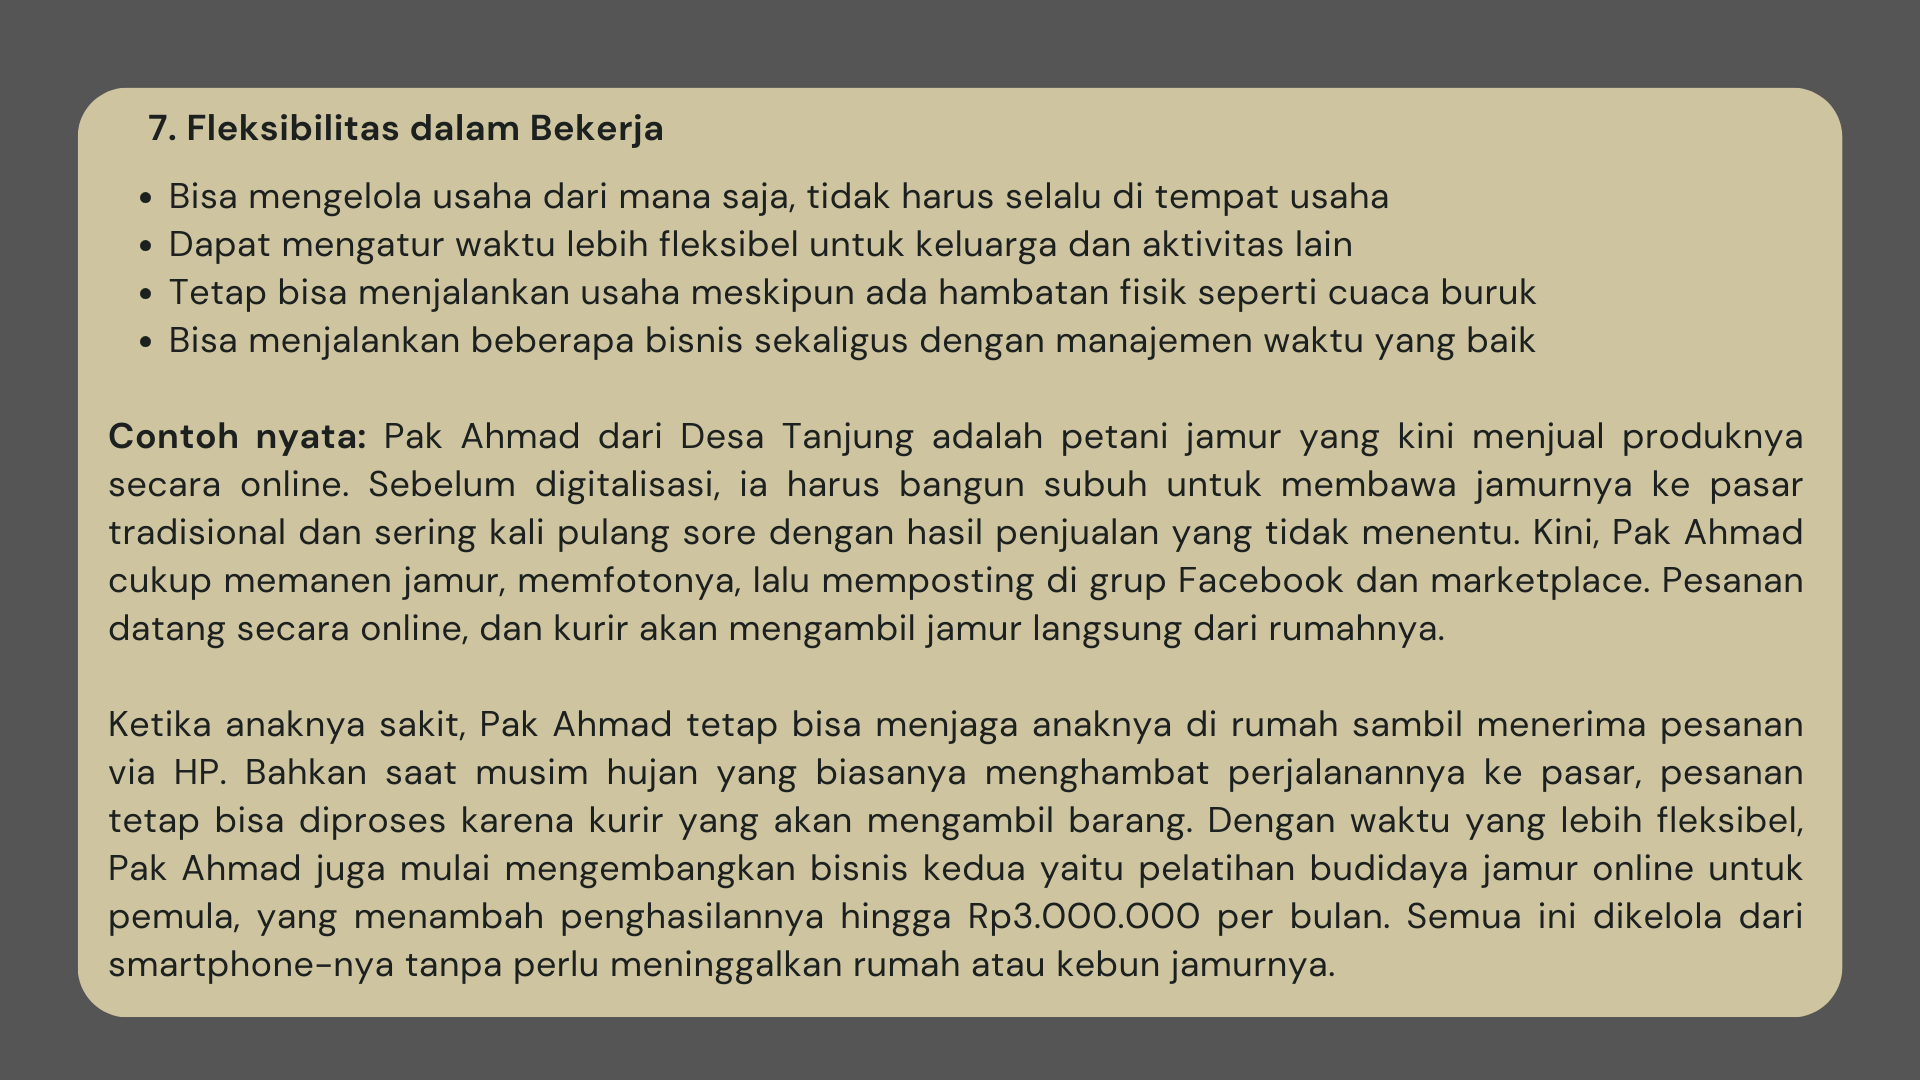 7. Fleksibilitas dalam Bekerja
• Bisa mengelola usaha dari mana saja, tidak harus selalu di tempat usaha
• Dapat mengatur waktu lebih fleksibel untuk keluarga dan aktivitas lain
• Tetap bisa menjalankan usaha meskipun ada hambatan fisik seperti cuaca buruk
• Bisa menjalankan beberapa bisnis sekaligus dengan manajemen waktu yang baik
Contoh nyata: Pak Ahmad dari Desa Tanjung adalah petani jamur yang kini menjual produknya
secara online. Sebelum digitalisasi, ia harus bangun subuh untuk membawa jamurnya ke pasar
tradisional dan sering kali pulang sore dengan hasil penjualan yang tidak menentu. Kini, Pak Ahmad
cukup memanen jamur, memfotonya, lalu memposting di grup Facebook dan marketplace. Pesanan
datang secara online, dan kurir akan mengambil jamur langsung dari rumahnya.
Ketika anaknya sakit, Pak Ahmad tetap bisa menjaga anaknya di rumah sambil menerima pesanan
via HP. Bahkan saat musim hujan yang biasanya menghambat perjalanannya ke pasar, pesanan
tetap bisa diproses karena kurir yang akan mengambil barang. Dengan waktu yang lebih fleksibel,
Pak Ahmad juga mulai mengembangkan bisnis kedua yaitu pelatihan budidaya jamur online untuk
pemula, yang menambah penghasilannya hingga Rp3.000.000 per bulan. Semua ini dikelola dari
smartphone-nya tanpa perlu meninggalkan rumah atau kebun jamurnya.